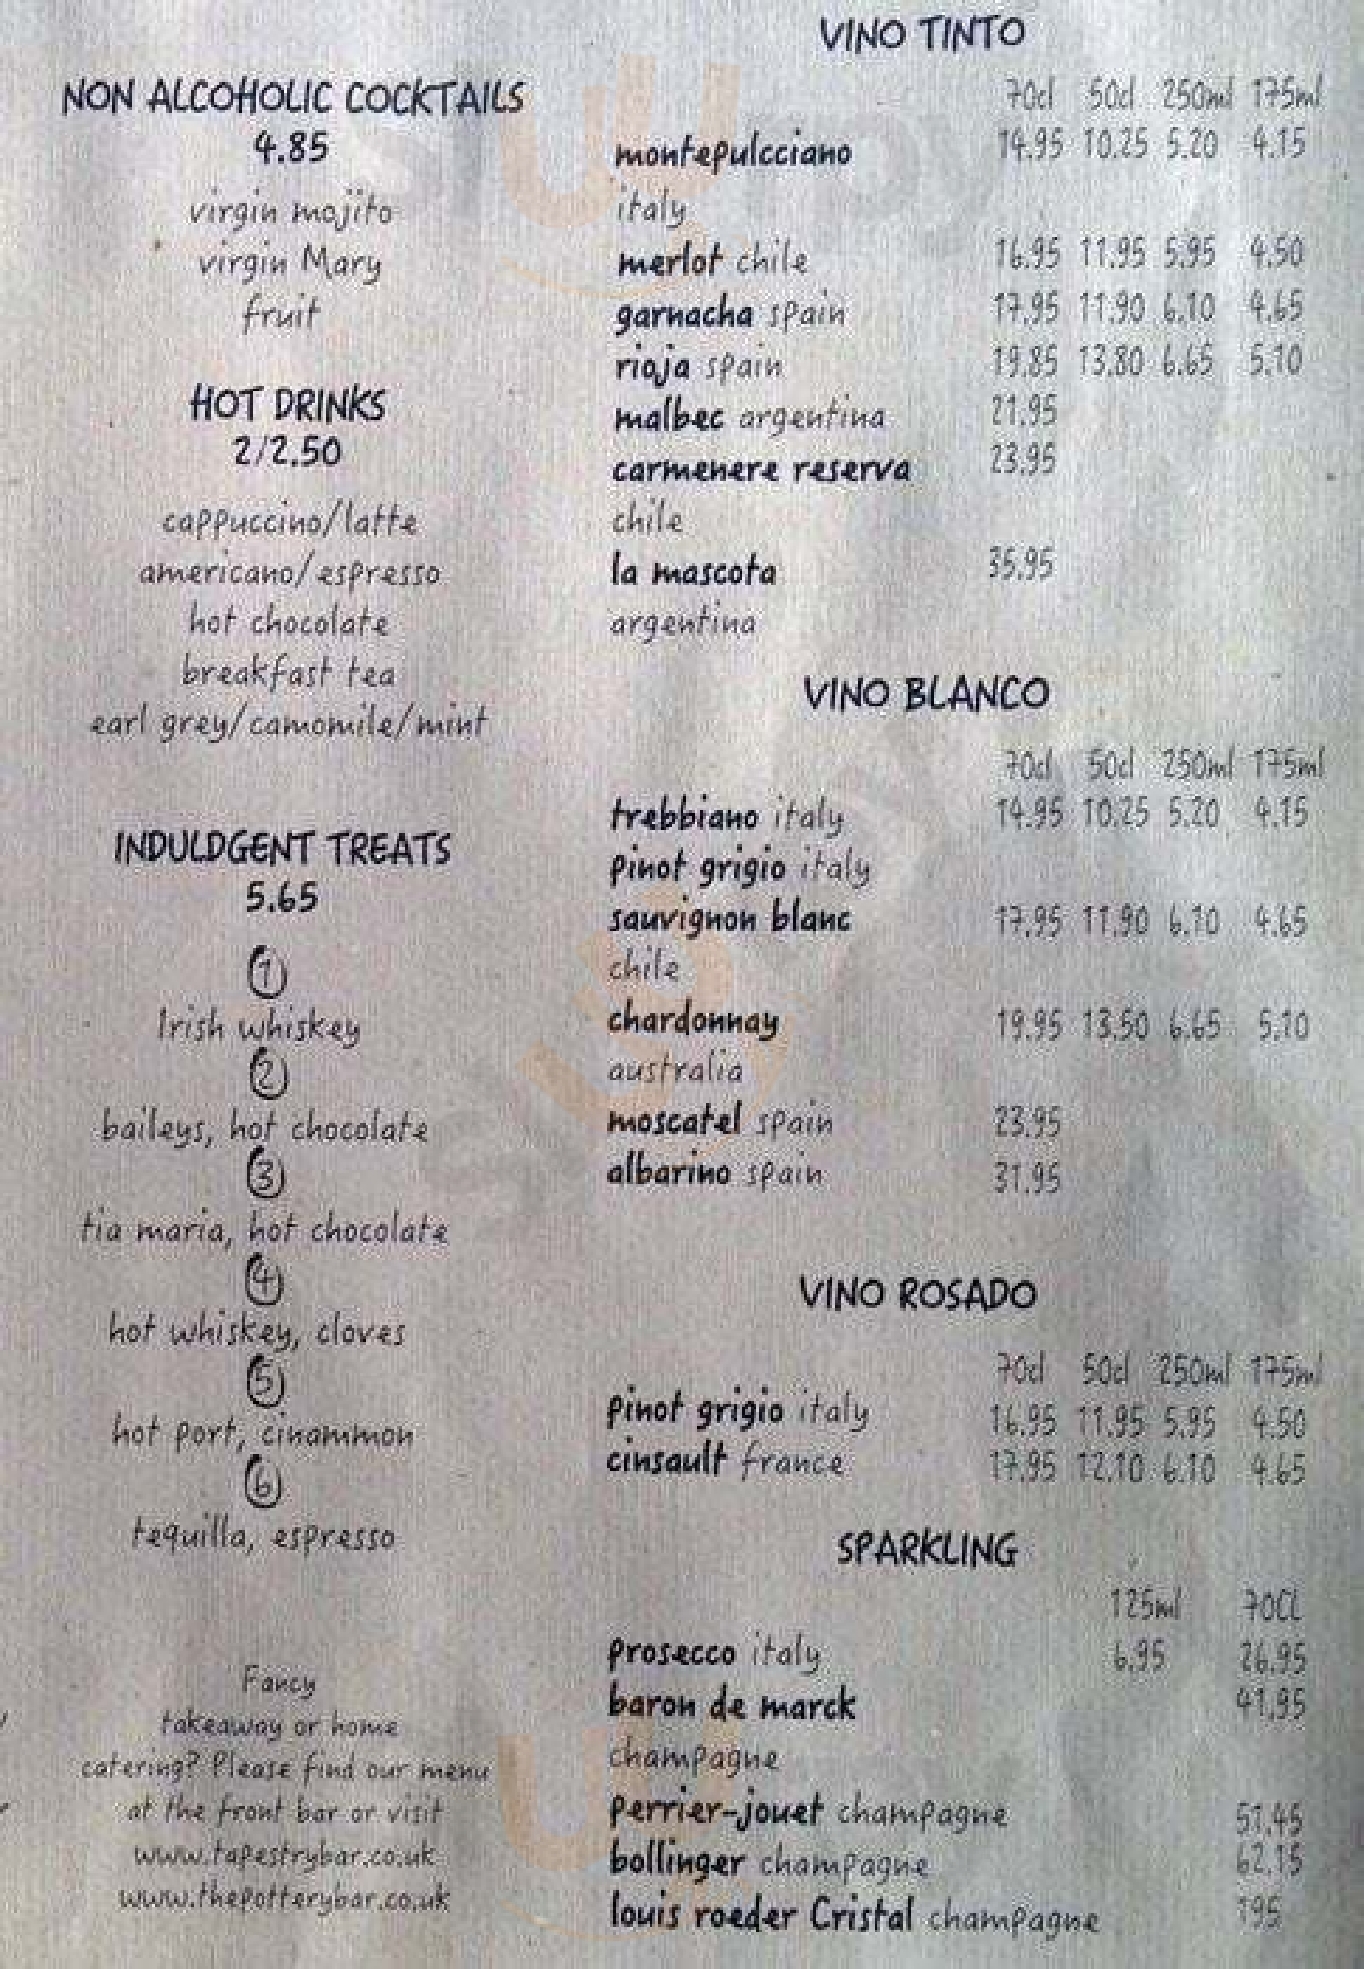 NON ALCOHOLIC COCKTAILS
4.85
virgin mojito
virgin Mary
fruit
HOT DRINKS
2/2.50
cappuccino/latte
americano/espresso
hot chocolate
breakfast tea
earl grey/camomile/mint
INDULDGENT TREATS
5.65
1
Irish whiskey
2
baileys, hot chocolate
3
tia maria, hot chocolate
4
hot whiskey, cloves
5
hot port, cinammon
6
tequilla, espresso
Fancy
takeaway or home
catering? Please find our menu
at the front bar or visit
www.tapestrybar.co.uk
www.thepotterybar.co.uk
VINO TINTO
70cl 50cl 250ml 175ml
montepulcciano 14.95 10.25 5.20 4.15
italy
merlot chile 16.95 11.95 5.95 4.50
garnacha spain 17.95 11.90 6.10 4.65
rioja spain 19.85 13.80 6.65 5.10
malbec argentina 21.95
carmenere reserva 23.95
chile
la mascota 35.95
argentina
VINO BLANCO
70cl 50cl 250ml 175ml
trebbiano italy 14.95 10.25 5.20 4.15
pinot grigio italy
sauvignon blanc 17.95 11.90 6.10 4.65
chile
chardonnay 19.95 13.50 6.65 5.10
australia
moscatel spain 23.95
albarino spain 31.95
VINO ROSADO
70cl 50cl 250ml 175ml
pinot grigio italy 16.95 11.95 5.95 4.50
cinsault france 17.95 12.10 6.10 4.65
SPARKLING
125ml 70CL
prosecco italy 6.95 26.95
baron de marck 41.95
champagne
perrier-jouet champagne 51.45
bollinger champagne 62.15
louis roeder Cristal champagne 195